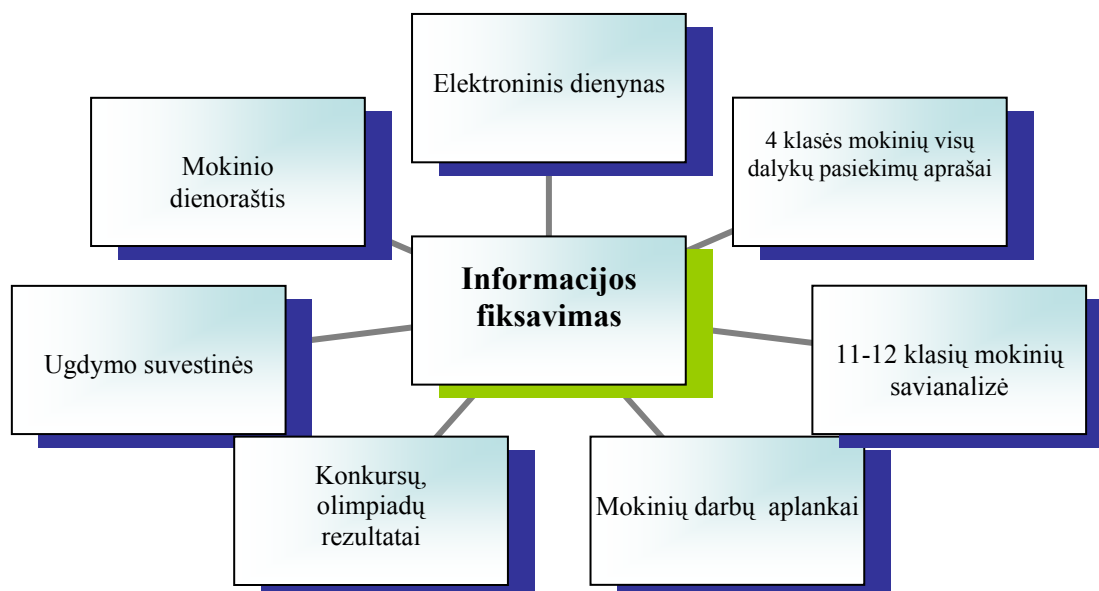 Elektroninis dienynas
Mokinio
dienoraštis
4 klasės mokinių visų
dalykų pasiekimų aprašai
Informacijos
fiksavimas
Ugdymo suvestinės
11-12 klasių mokinių
savianalizė
Konkursų,
olimpiadų
rezultatai
Mokinių darbų  aplankai